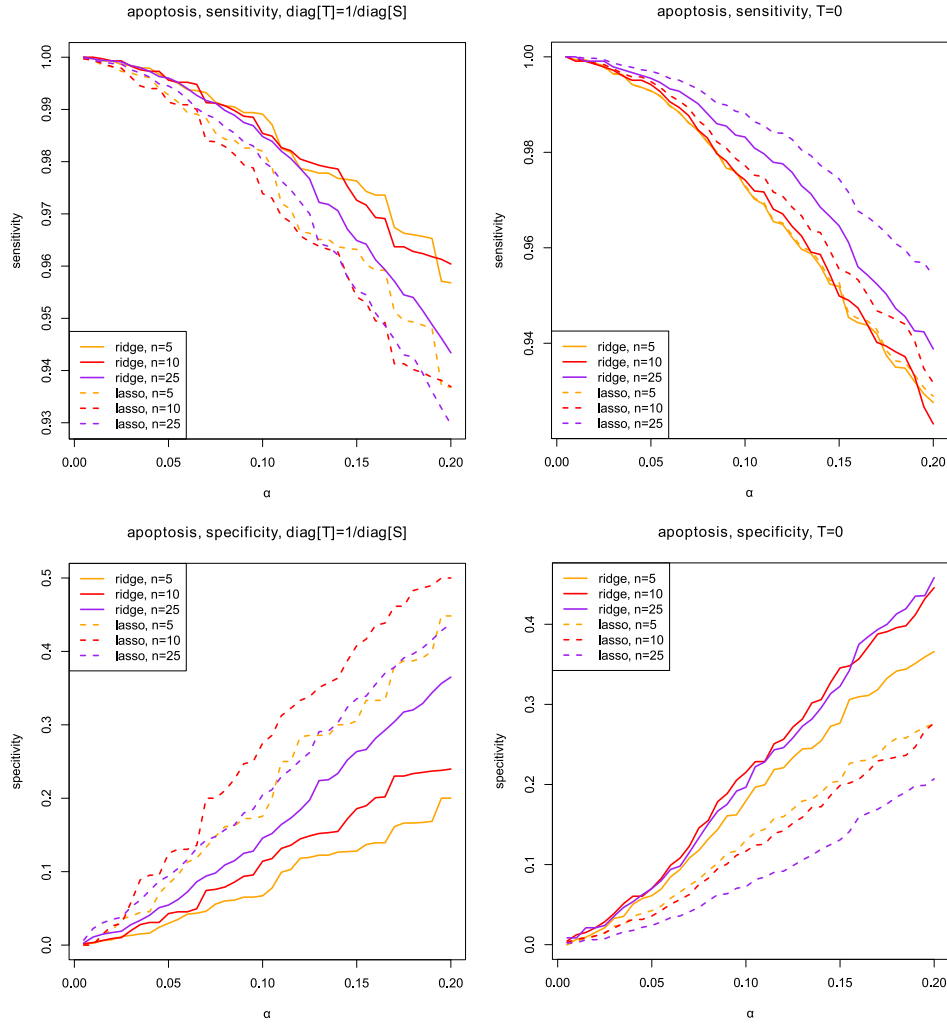 apoptosis, sensitivity, diag[T]=1/diag[S]
sensitivity
1.00
0.99
0.98
0.97
0.96
0.95
0.94
0.93
ridge, n=5
ridge, n=10
ridge, n=25
lasso, n=5
lasso, n=10
lasso, n=25
0.00 0.05 0.10 0.15 0.20
α
apoptosis, sensitivity, T=0
sensitivity
1.00
0.98
0.96
0.94
ridge, n=5
ridge, n=10
ridge, n=25
lasso, n=5
lasso, n=10
lasso, n=25
0.00 0.05 0.10 0.15 0.20
α
apoptosis, specificity, diag[T]=1/diag[S]
specitivity
0.5
0.4
0.3
0.2
0.1
0.0
ridge, n=5
ridge, n=10
ridge, n=25
lasso, n=5
lasso, n=10
lasso, n=25
0.00 0.05 0.10 0.15 0.20
α
apoptosis, specificity, T=0
specitivity
0.4
0.3
0.2
0.1
0.0
ridge, n=5
ridge, n=10
ridge, n=25
lasso, n=5
lasso, n=10
lasso, n=25
0.00 0.05 0.10 0.15 0.20
α